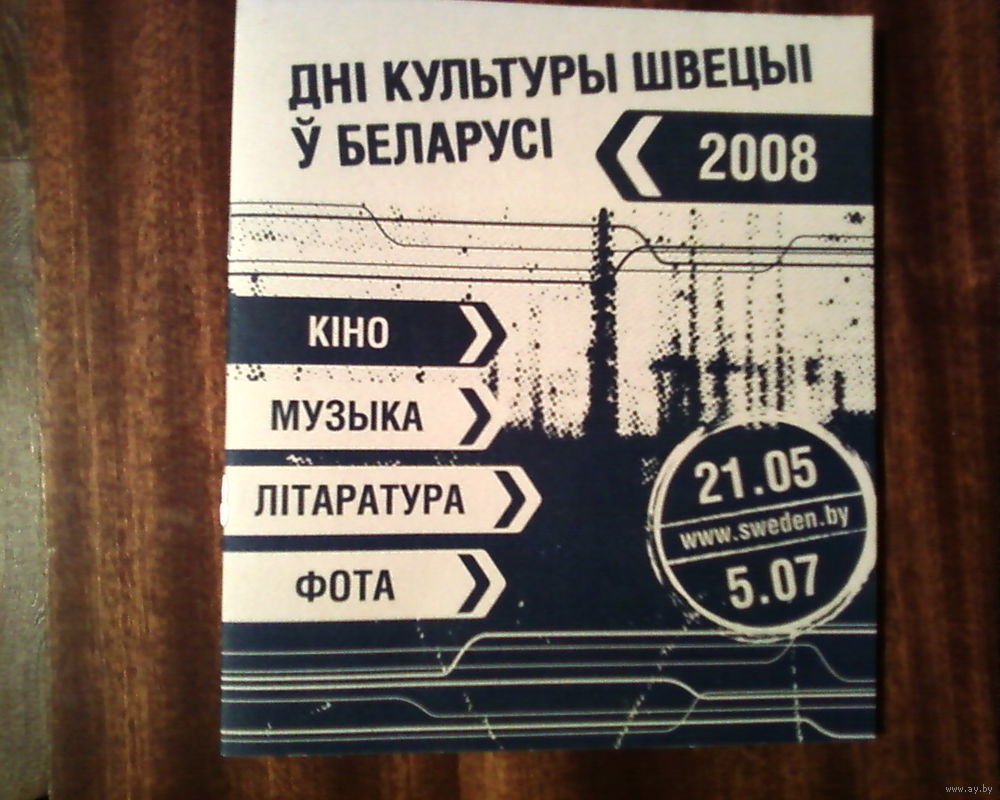 ДНІ КУЛЬТУРЫ ШВЕЦЫІ
Ў БЕЛАРУСІ
2008
КІНО
МУЗЫКА
ЛІТАРАТУРА
ФОТА
21.05
www.sweden.by
5.07
www.ay.by